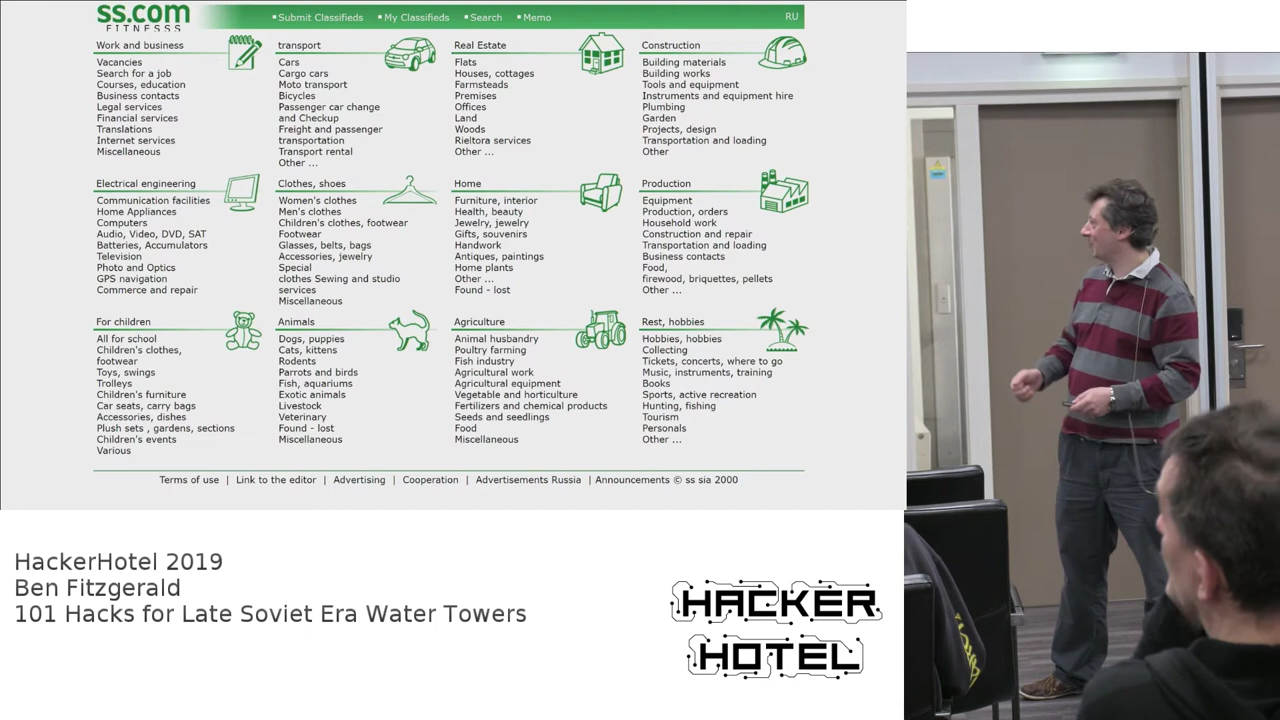 ss.com
FITNESSS
Submit Classifieds
My Classifieds
Search
Memo
RU
Work and business
Vacancies
Search for a job
Courses, education
Business contacts
Legal services
Financial services
Translations
Internet services
Miscellaneous
transport
Cars
Cargo cars
Moto transport
Bicycles
Passenger car change
and Checkup
Freight and passenger
transportation
Transport rental
Other ...
Real Estate
Flats
Houses, cottages
Farmsteads
Premises
Offices
Land
Woods
Rieltora services
Other ...
Construction
Building materials
Building works
Tools and equipment
Instruments and equipment hire
Plumbing
Garden
Projects, design
Transportation and loading
Other
Electrical engineering
Communication facilities
Home Appliances
Computers
Audio, Video, DVD, SAT
Batteries, Accumulators
Television
Photo and Optics
GPS navigation
Commerce and repair
Clothes, shoes
Women's clothes
Men's clothes
Children's clothes, footwear
Footwear
Glasses, belts, bags
Accessories, jewelry
Special
clothes Sewing and studio
services
Miscellaneous
Home
Furniture, interior
Health, beauty
Jewelry, jewelry
Gifts, souvenirs
Handwork
Antiques, paintings
Home plants
Other ...
Found - lost
Production
Equipment
Production, orders
Household work
Construction and repair
Transportation and loading
Business contacts
Food,
firewood, briquettes, pellets
Other ...
For children
All for school
Children's clothes,
footwear
Toys, swings
Trolleys
Children's furniture
Car seats, carry bags
Accessories, dishes
Plush sets , gardens, sections
Children's events
Various
Animals
Dogs, puppies
Cats, kittens
Rodents
Parrots and birds
Fish, aquariums
Exotic animals
Livestock
Veterinary
Found - lost
Miscellaneous
Agriculture
Animal husbandry
Poultry farming
Fish industry
Agricultural work
Agricultural equipment
Vegetable and horticulture
Fertilizers and chemical products
Seeds and seedlings
Food
Miscellaneous
Rest, hobbies
Hobbies, hobbies
Collecting
Tickets, concerts, where to go
Music, instruments, training
Books
Sports, active recreation
Hunting, fishing
Tourism
Personals
Other ...
Terms of use | Link to the editor | Advertising | Cooperation | Advertisements Russia | Announcements © ss sia 2000
HackerHotel 2019
Ben Fitzgerald
101 Hacks for Late Soviet Era Water Towers
HACKER
HOTEL